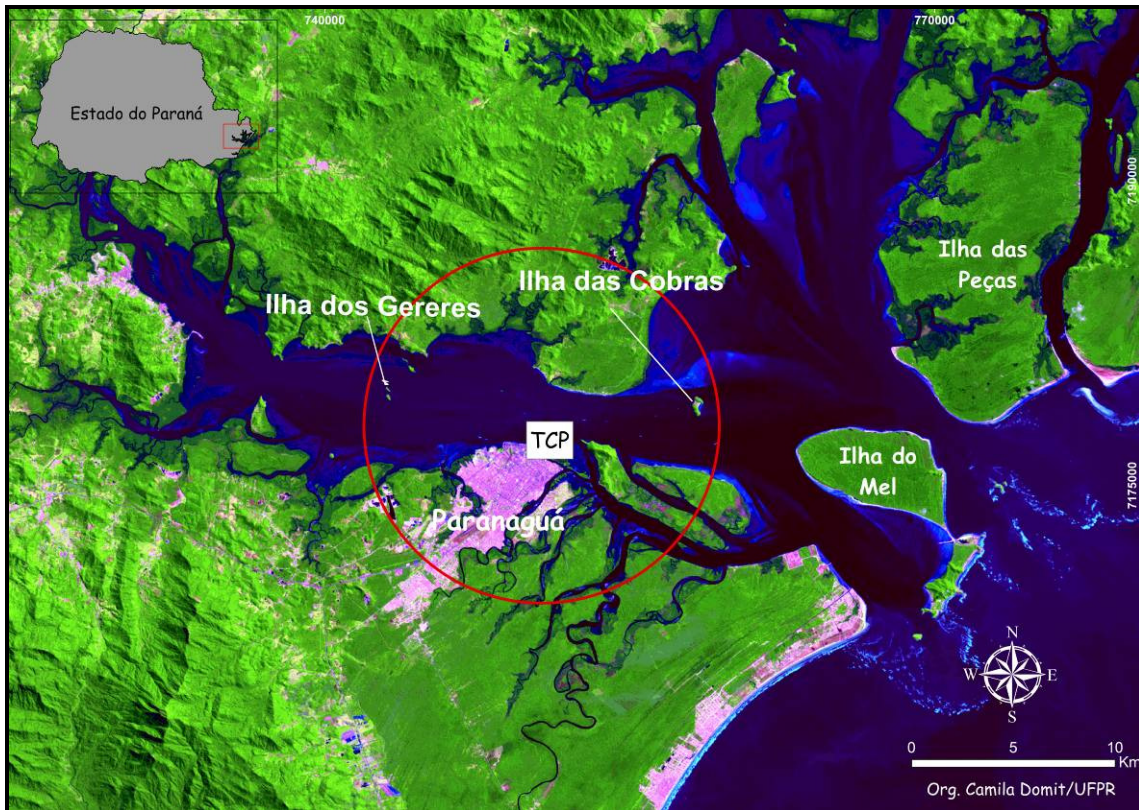 740000
770000
Estado do Paraná
7190000
Ilha das
Peças
Ilha das Cobras
Ilha dos Gereres
TCP
Ilha do
Mel
7175000
Paranaguá
N
W
E
S
0
5
10
Km
Org. Camila Domit/UFPR